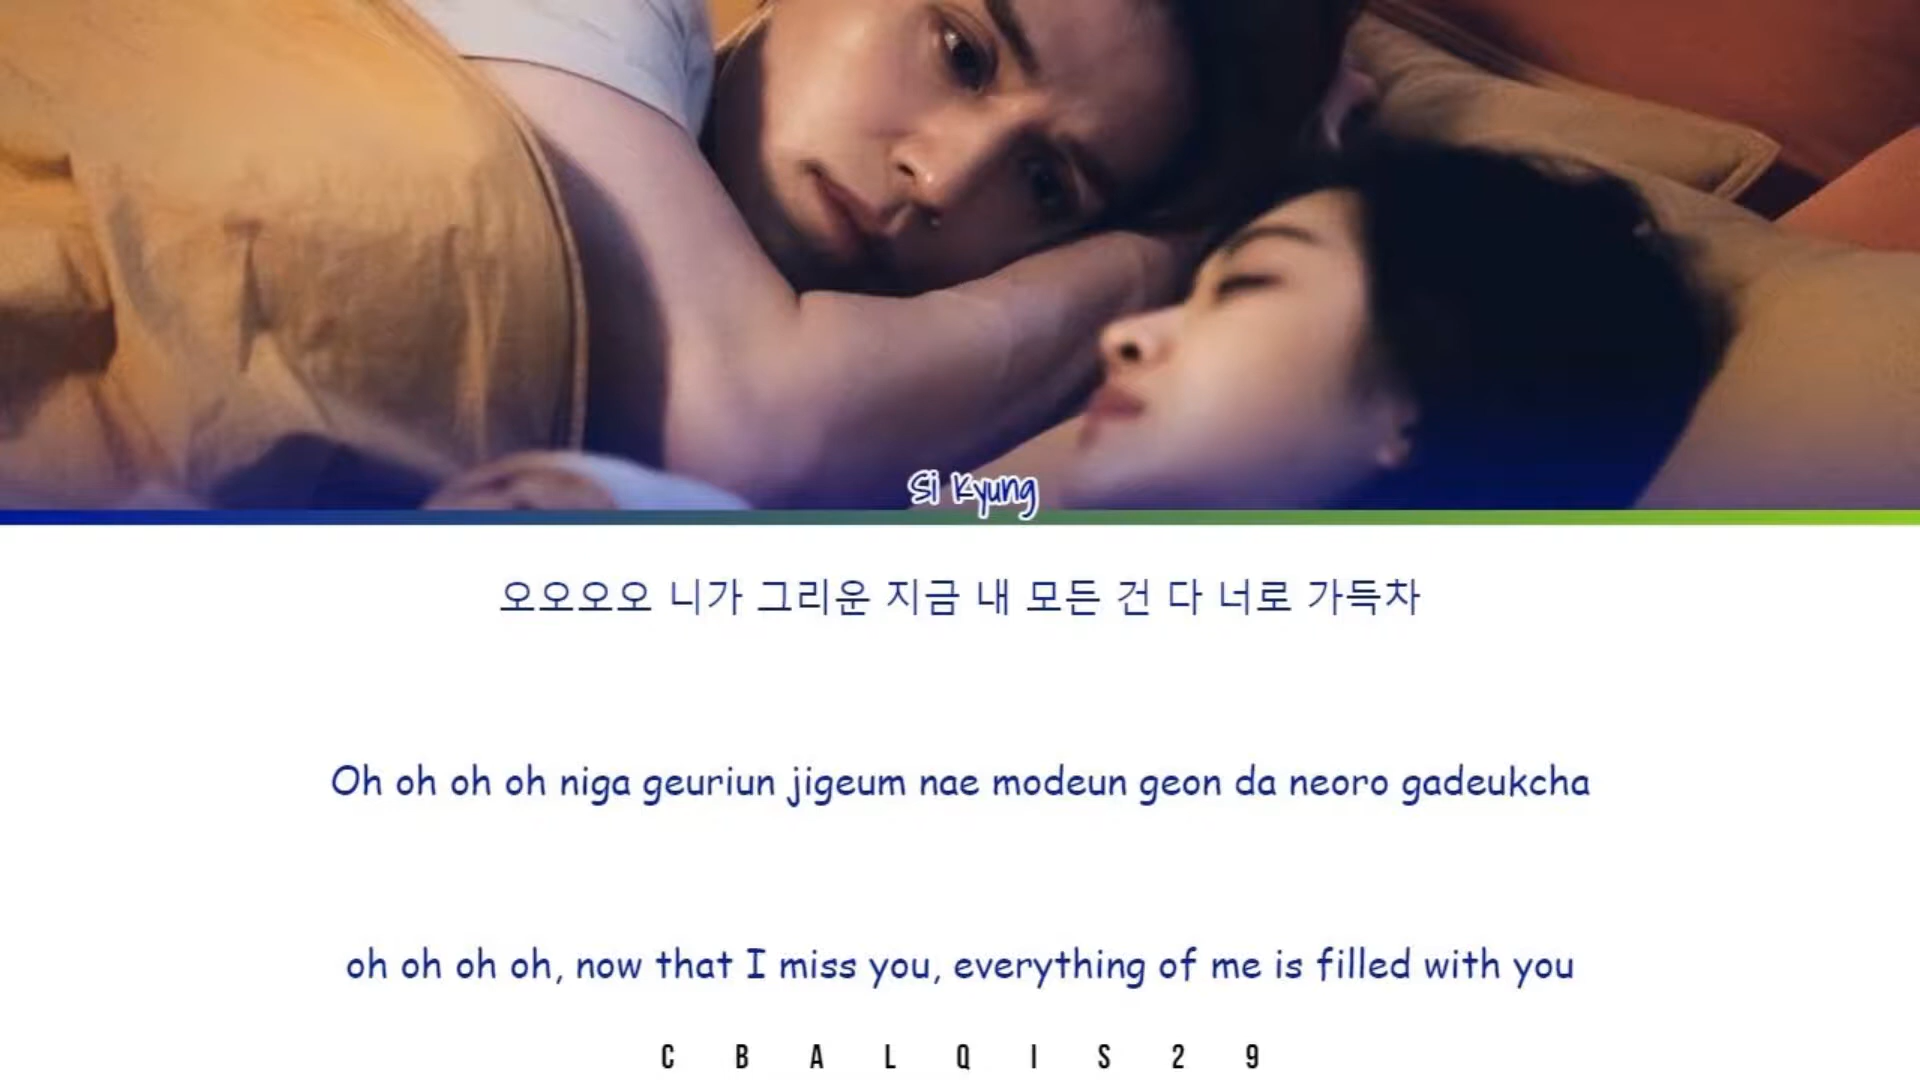 Si Kyung
오오오오 니가 그리운 지금 내 모든 건 다 너로 가득차
Oh oh oh oh niga geuriun jigeum nae modeun geon da neoro gadeukcha
oh oh oh oh, now that I miss you, everything of me is filled with you
CBALQIS29